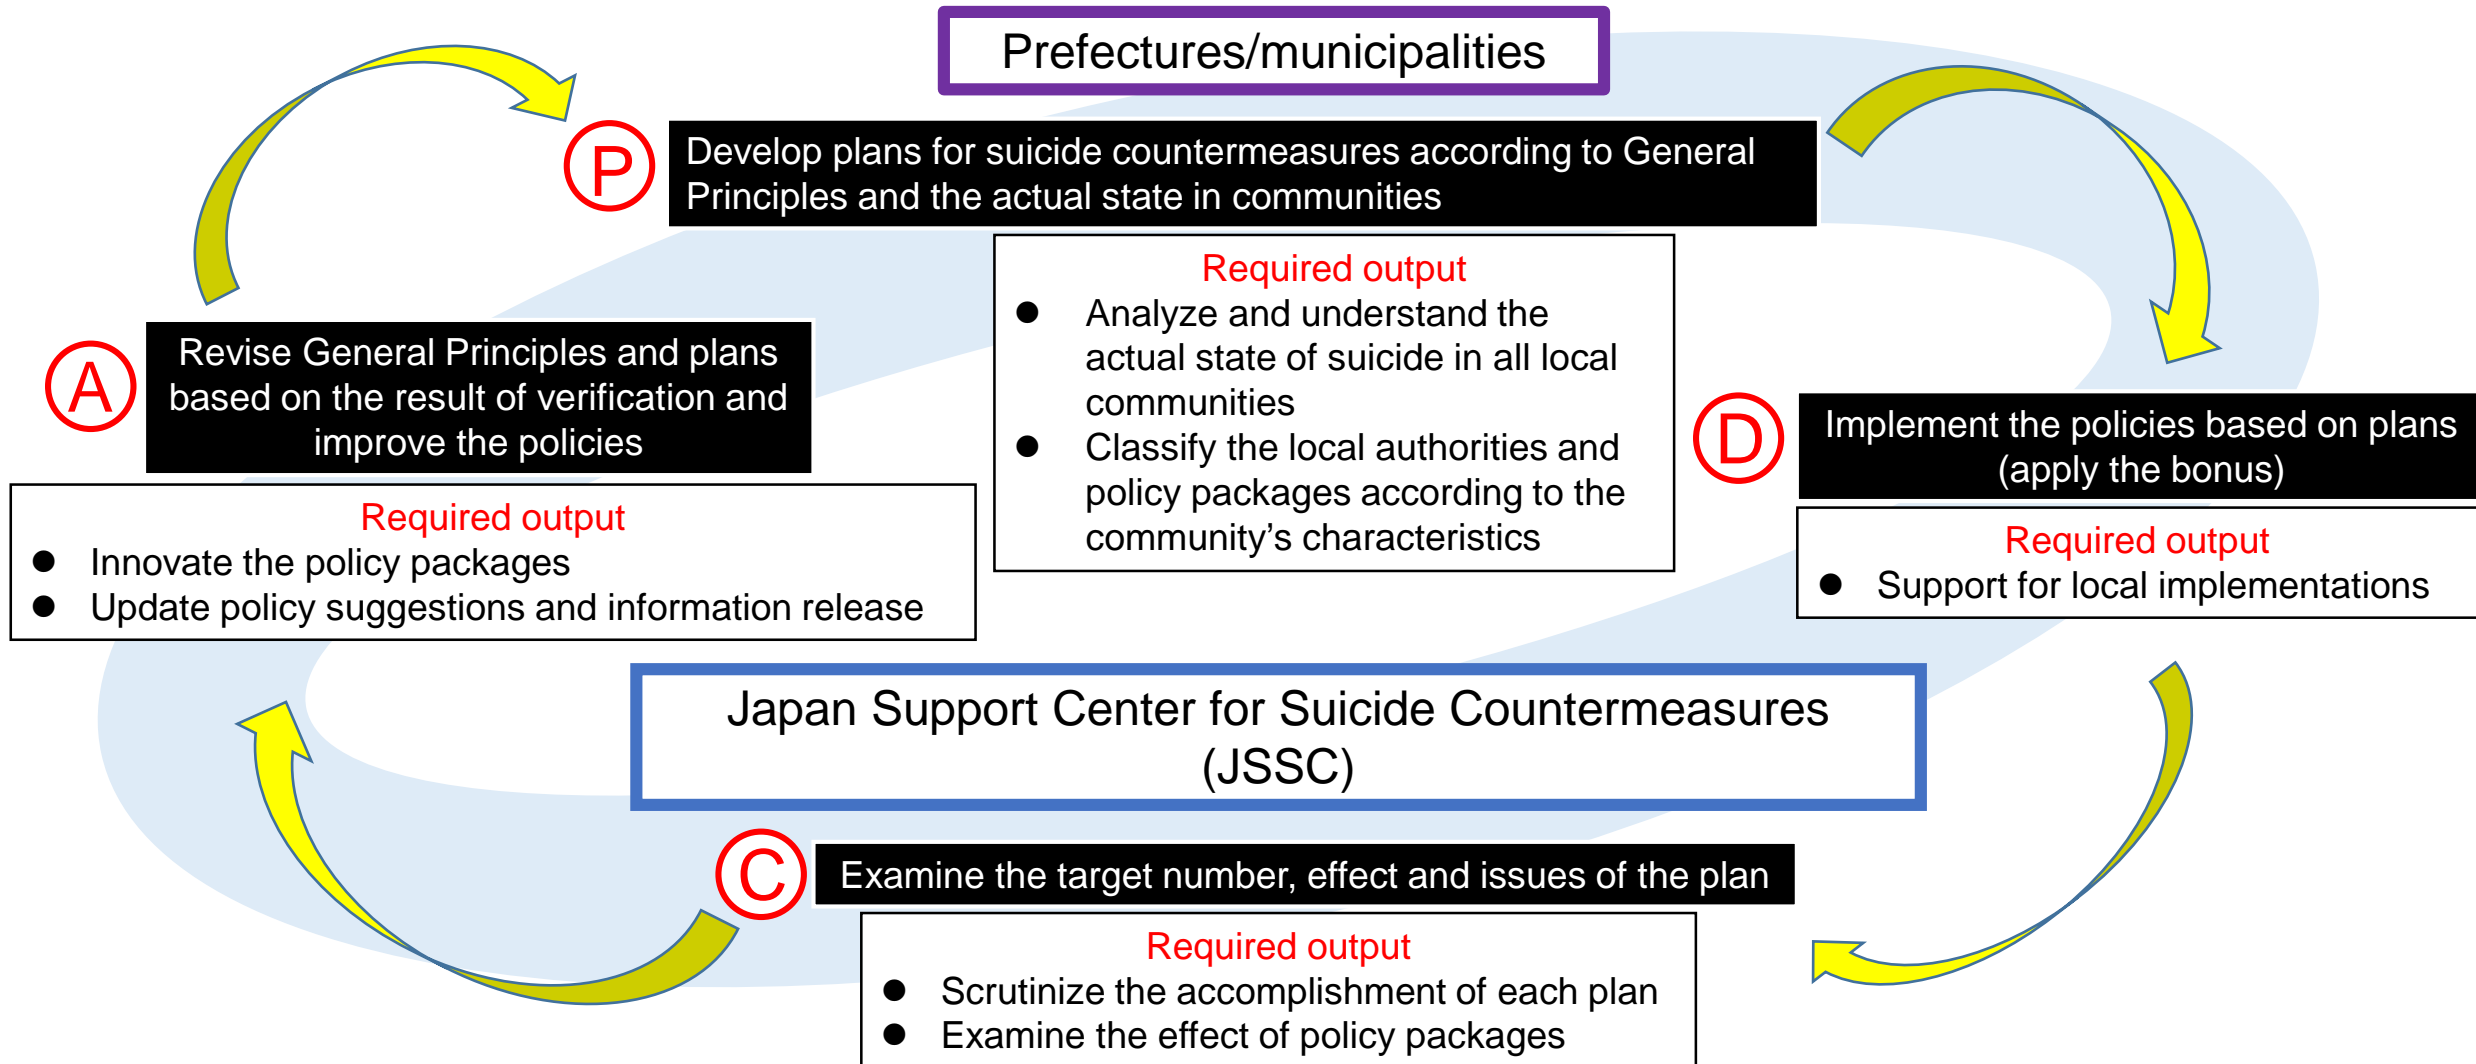 Prefectures/municipalities
P
Develop plans for suicide countermeasures according to General
Principles and the actual state in communities
Required output
● Analyze and understand the
actual state of suicide in all local
communities
● Classify the local authorities and
policy packages according to the
community’s characteristics
A
Revise General Principles and plans
based on the result of verification and
improve the policies
Required output
● Innovate the policy packages
● Update policy suggestions and information release
D
Implement the policies based on plans
(apply the bonus)
Required output
● Support for local implementations
Japan Support Center for Suicide Countermeasures
(JSSC)
C
Examine the target number, effect and issues of the plan
Required output
● Scrutinize the accomplishment of each plan
● Examine the effect of policy packages